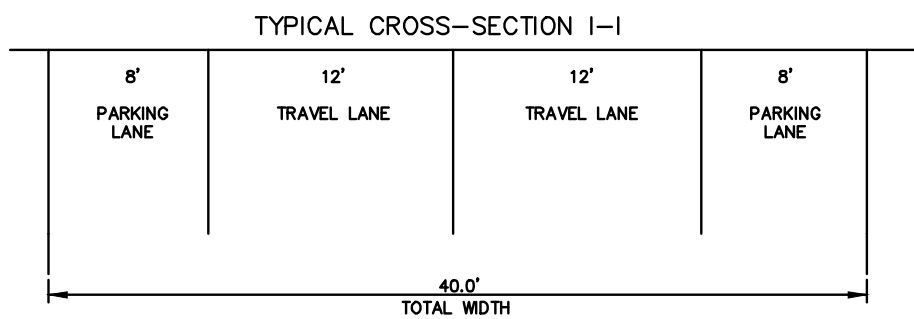 TYPICAL CROSS-SECTION I-I
8'
PARKING
LANE
12'
TRAVEL LANE
12'
TRAVEL LANE
8'
PARKING
LANE
40.0'
TOTAL WIDTH